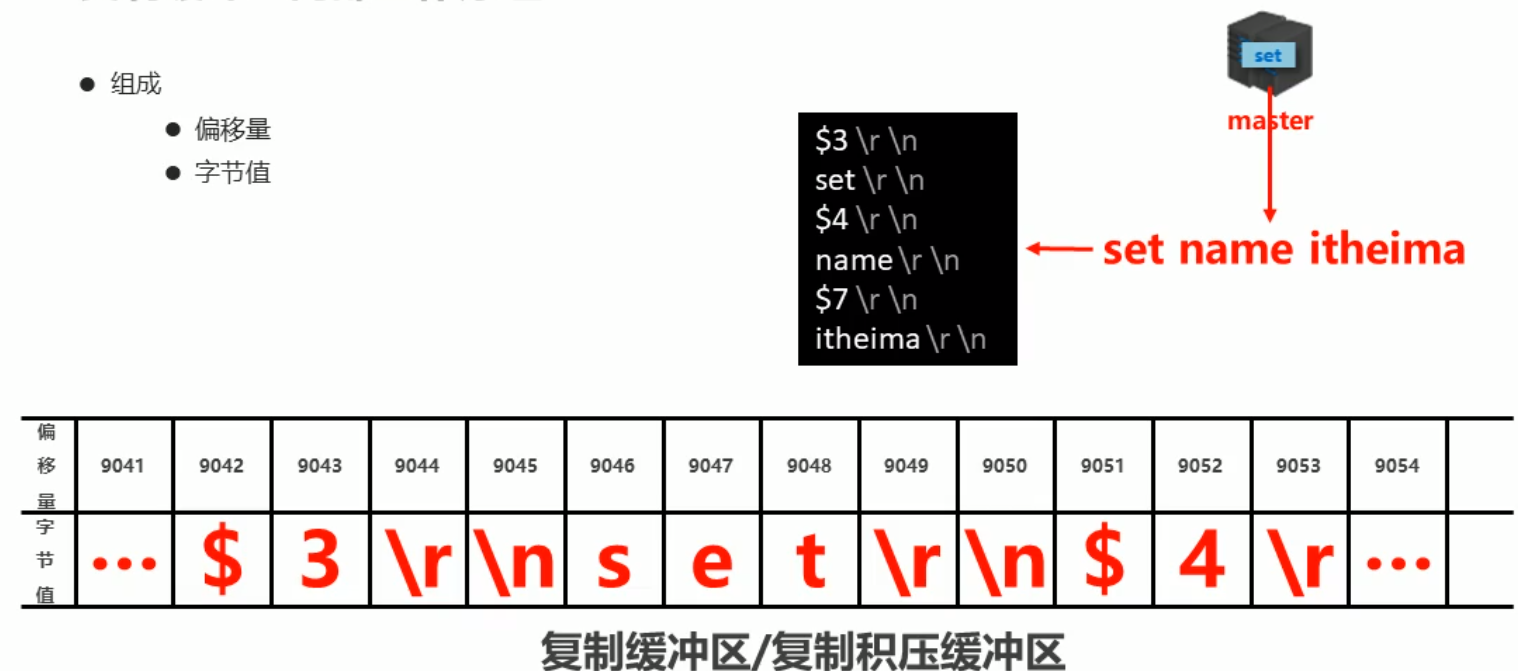 组成
偏移量
字节值
set
master
$3 \r \n
set \r \n
$4 \r \n
name \r \n
$7 \r \n
itheima \r \n
set name itheima
偏移量 9041 9042 9043 9044 9045 9046 9047 9048 9049 9050 9051 9052 9053 9054
字节值 ... $ 3 \r \n s e t \r \n $ 4 \r ...
复制缓冲区/复制积压缓冲区